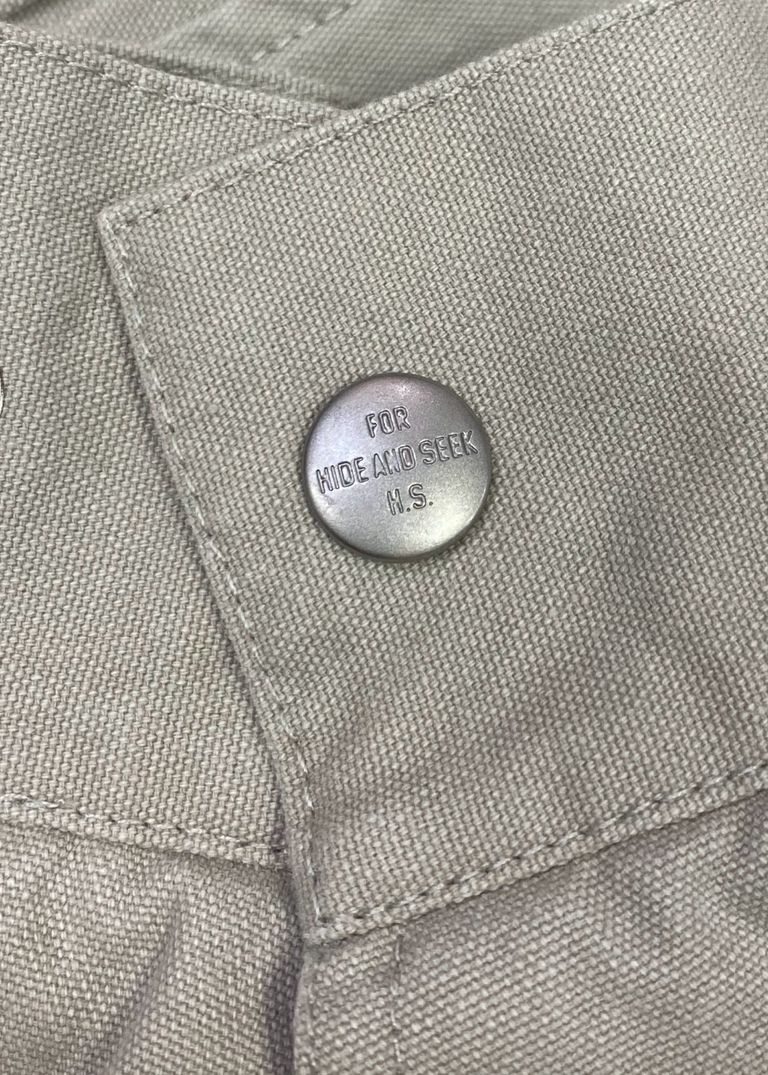 FOR
HIDE AND SEEK
H.S.